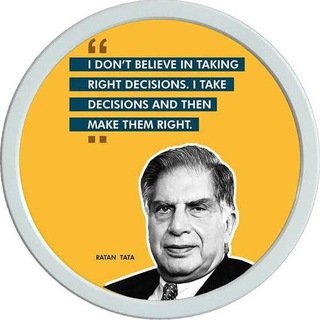 “
I DON'T BELIEVE IN TAKING
RIGHT DECISIONS. I TAKE
DECISIONS AND THEN
MAKE THEM RIGHT.
"
RATAN TATA